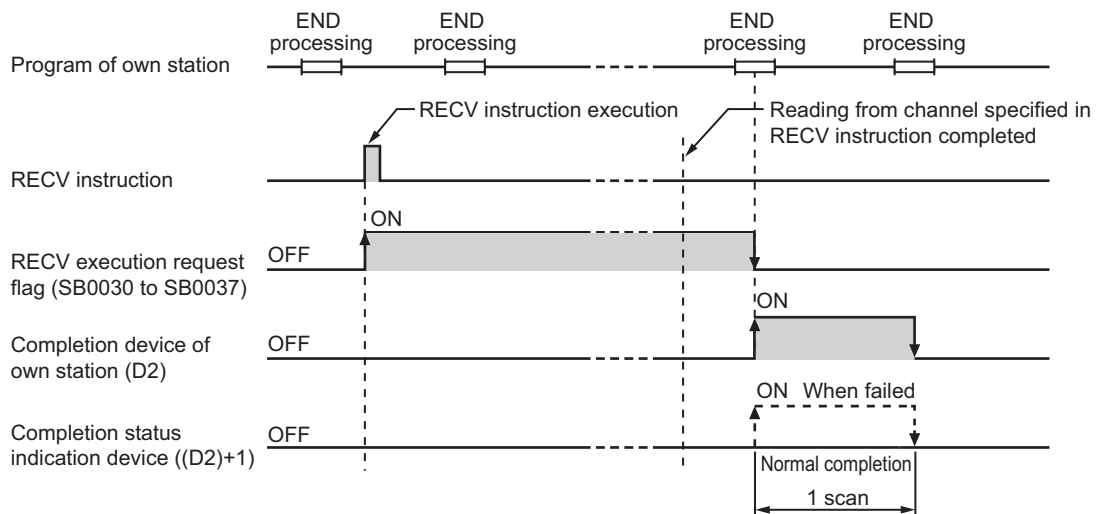 END
processing
END
processing
END
processing
END
processing
Program of own station
RECV instruction execution
Reading from channel specified in
RECV instruction completed
RECV instruction
ON
OFF
RECV execution request
flag (SB0030 to SB0037)
ON
OFF
Completion device of
own station (D2)
ON When failed
OFF
Completion status
indication device ((D2)+1)
Normal completion
1 scan